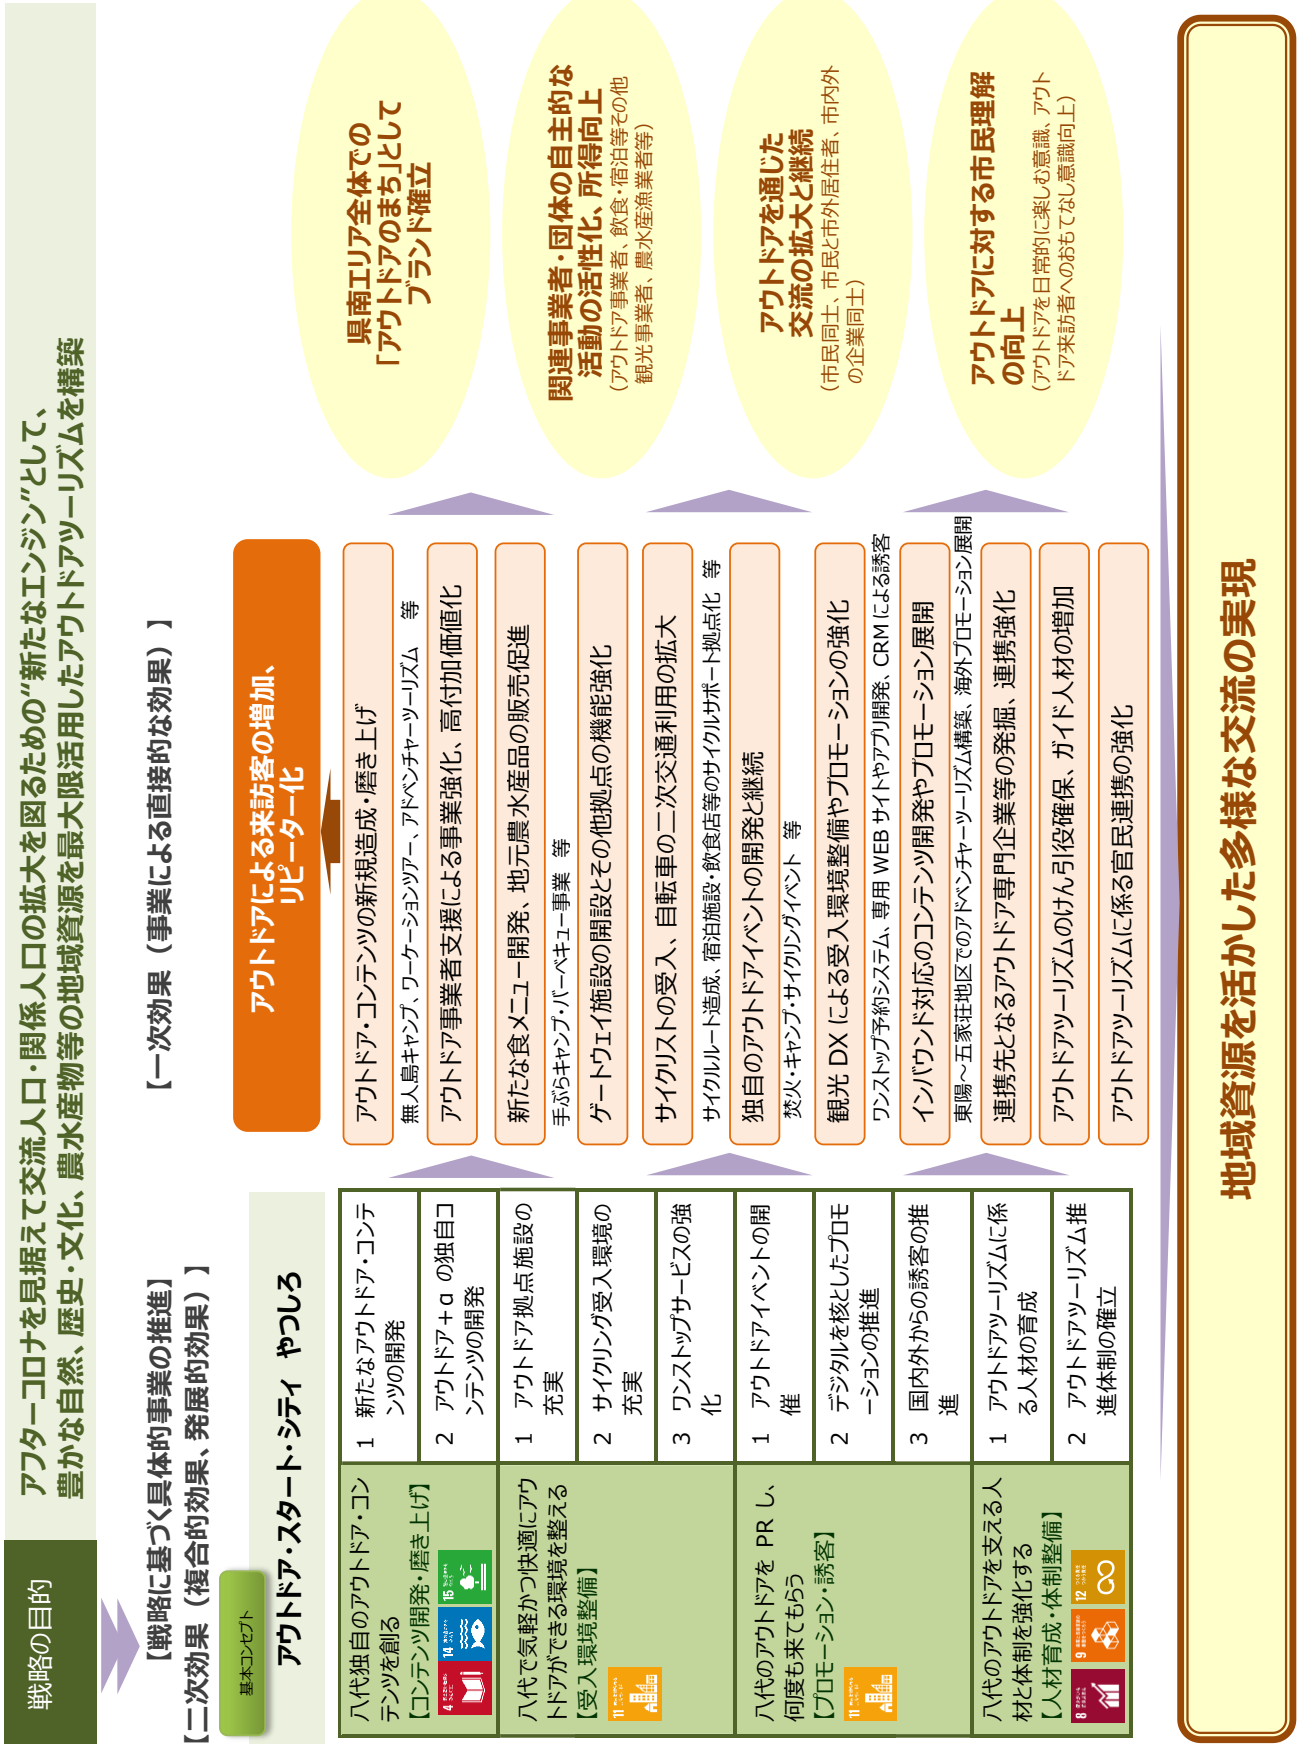 戦略の目的
アフターコロナを見据えて交流人口・関係人口の拡大を図るための“新たなエンジン”として、
豊かな自然、歴史・文化、農水産物等の地域資源を最大限活用したアウトドアツーリズムを構築
【戦略に基づく具体的事業の推進】
【一次効果（事業による直接的な効果）】
【二次効果（複合的効果、発展的効果）】
基本コンセプト
アウトドア・スタート・シティ やつしろ
八代独自のアウトドア・コン
テンツを創る
【コンテンツ開発・磨き上げ】
4
14
15
1 新たなアウトドア・コンテ
ンツの開発
2 アウトドア+α の独自コ
ンテンツの開発
八代で気軽かつ快適にアウ
トドアができる環境を整える
【受入環境整備】
11
1 アウトドア拠点施設の
充実
2 サイクリング受入環境の
充実
3 ワンストップサービスの強
化
八代のアウトドアを PR し、
何度も来てもらう
【プロモーション・誘客】
11
1 アウトドアイベントの開
催
2 デジタルを核としたプロモ
ーションの推進
3 国内外からの誘客の推
進
八代のアウトドアを支える人
材と体制を強化する
【人材育成・体制整備】
8
9
12
1 アウトドアツーリズムに係
る人材の育成
2 アウトドアツーリズム推
進体制の確立
アウトドアによる来訪客の増加、
リピーター化
アウトドア・コンテンツの新規造成・磨き上げ
無人島キャンプ、ワーケーションツアー、アドベンチャーツーリズム 等
アウトドア事業者支援による事業強化、高付加価値化
新たな食メニュー開発、地元農水産品の販売促進
手ぶらキャンプ・バーベキュー事業 等
ゲートウェイ施設の開設とその他拠点の機能強化
サイクリストの受入、自転車の二次交通利用の拡大
サイクルルート造成、宿泊施設・飲食店等のサイクルサポート拠点化 等
独自のアウトドアイベントの開発と継続
焚火・キャンプ・サイクリングイベント 等
観光 DX による受入環境整備やプロモーションの強化
ワンストップ予約システム、専用 WEB サイトやアプリ開発、CRM による誘客
インバウンド対応のコンテンツ開発やプロモーション展開
東陽～五家荘地区でのアドベンチャーツーリズム構築、海外プロモーション展開
連携先となるアウトドア専門企業等の発掘、連携強化
アウトドアツーリズムのけん引役確保、ガイド人材の増加
アウトドアツーリズムに係る官民連携の強化
県南エリア全体での
「アウトドアのまち」として
ブランド確立
関連事業者・団体の自主的な
活動の活性化、所得向上
（アウトドア事業者、飲食・宿泊等その他
観光事業者、農水産漁業者等）
アウトドアを通じた
交流の拡大と継続
（市民同士、市民と市外居住者、市内外
の企業同士）
アウトドアに対する市民理解
の向上
（アウトドアを日常的に楽しむ意識、アウト
ドア来訪者へのおもてなし意識向上）
地域資源を活かした多様な交流の実現